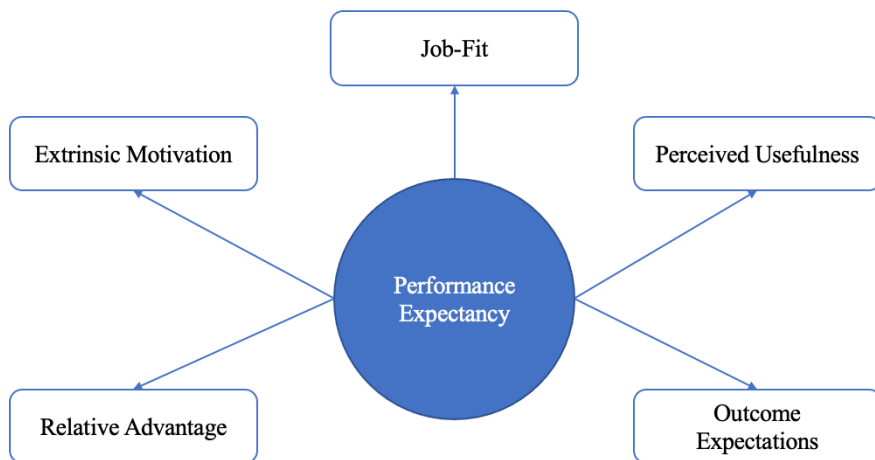 Job-Fit
Extrinsic Motivation
Perceived Usefulness
Performance
Expectancy
Relative Advantage
Outcome
Expectations